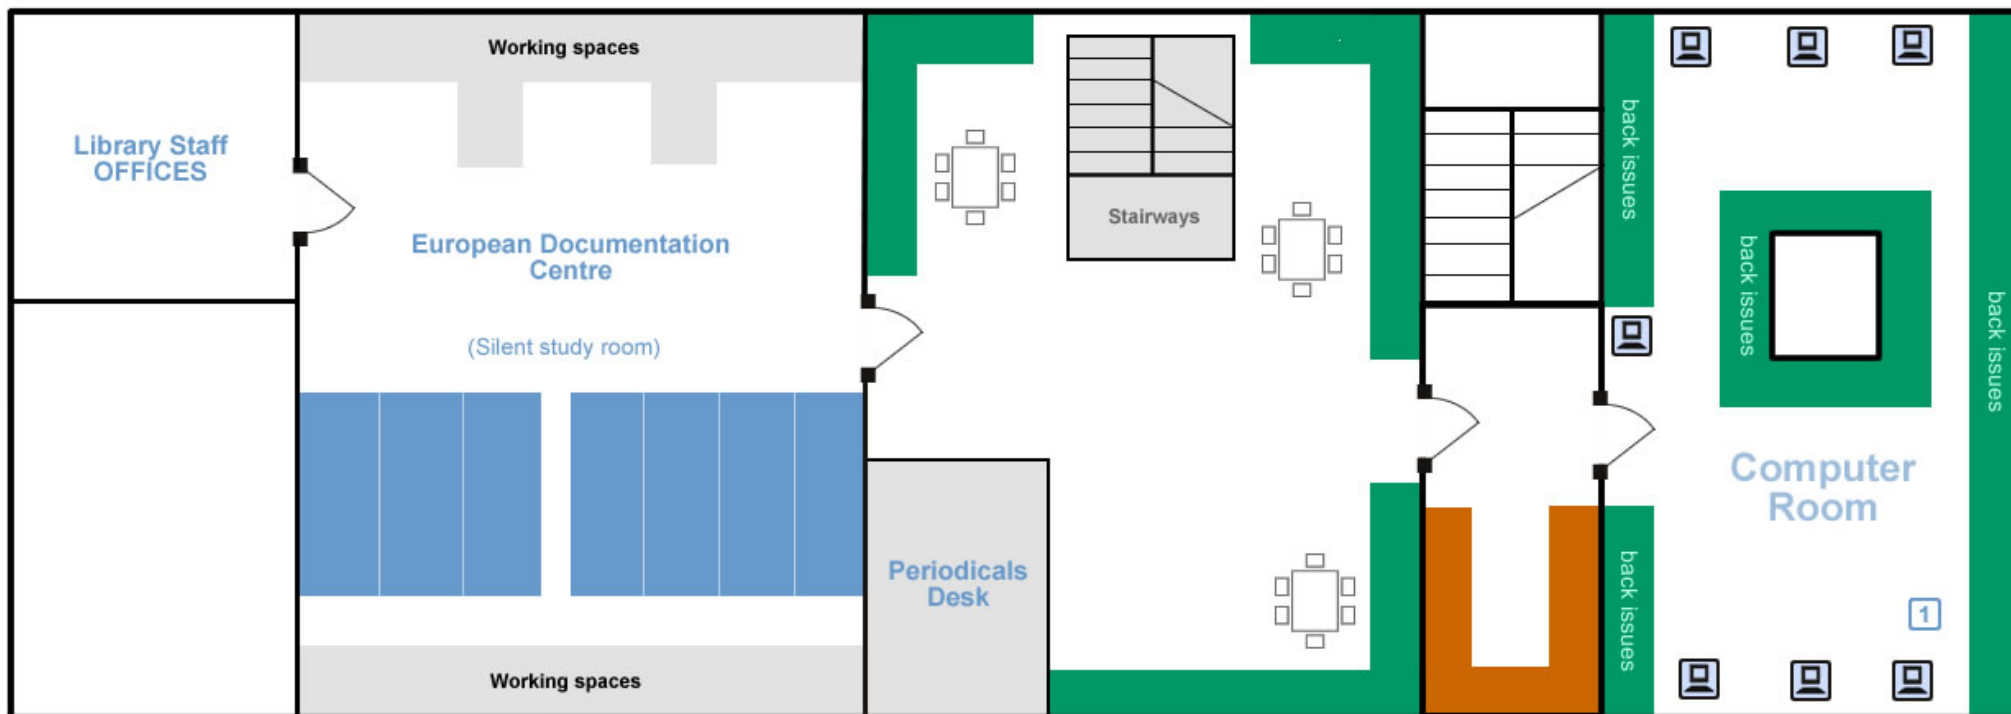 Working spaces
Library Staff
OFFICES
European Documentation
Centre
(Silent study room)
Working spaces
Stairways
Periodicals
Desk
back issues
back issues
back issues
back issues
Computer
Room
1